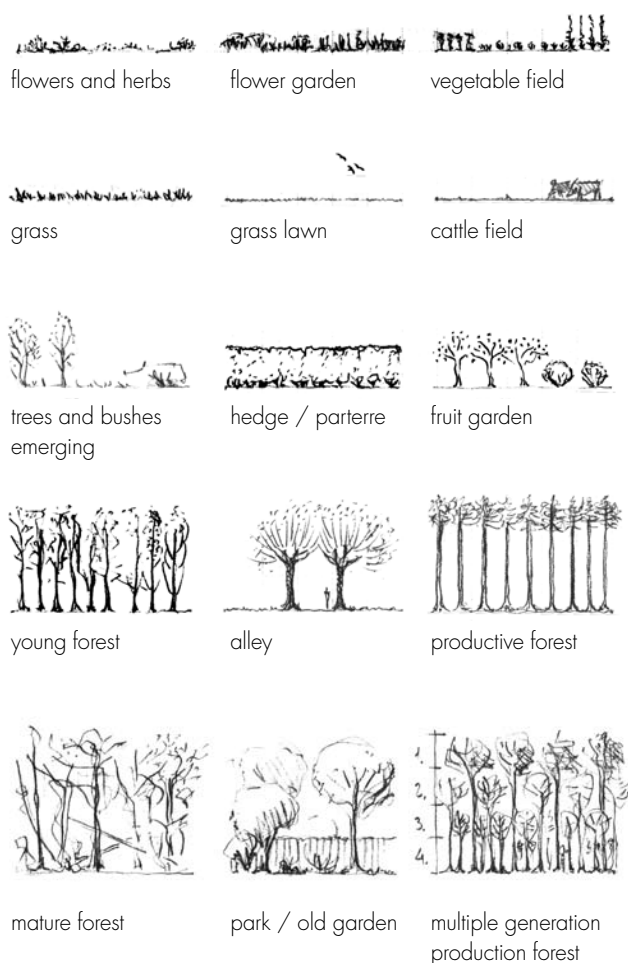 flowers and herbs
flower garden
vegetable field
grass
grass lawn
cattle field
trees and bushes
emerging
hedge / parterre
fruit garden
young forest
alley
productive forest
1.
2.
3.
4.
mature forest
park / old garden
multiple generation
production forest